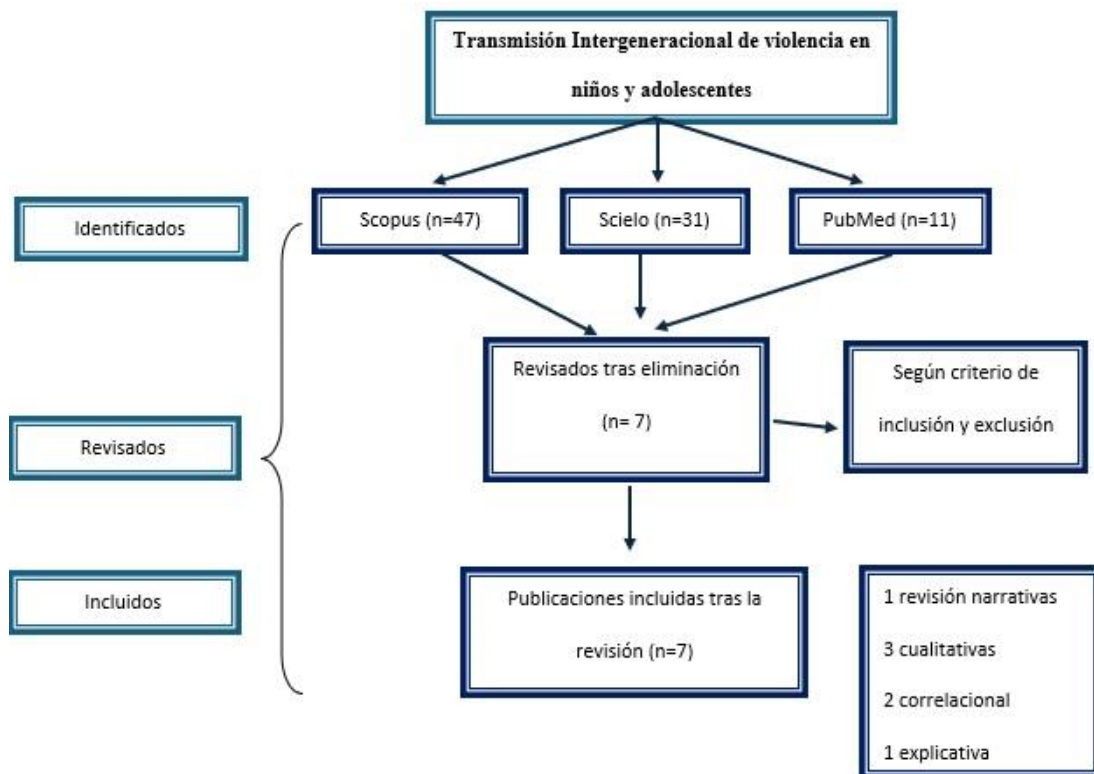 Transmisión Intergeneracional de violencia en
niños y adolescentes
Identificados
Scopus (n=47)
Scielo (n=31)
PubMed (n=11)
Revisados
Revisados tras eliminación
(n= 7)
Según criterio de
inclusión y exclusión
Incluidos
Publicaciones incluidas tras la
revisión (n=7)
1 revisión narrativas
3 cualitativas
2 correlacional
1 explicativa